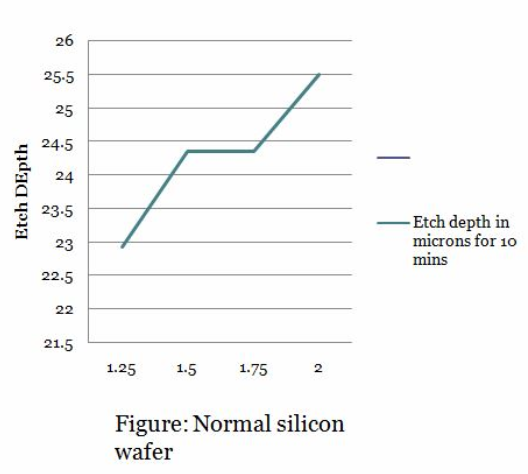 26
25.5
25
24.5
24
23.5
23
22.5
22
21.5
Etch DEpth
1.25 1.5 1.75 2
Etch depth in
microns for 10
mins
Figure: Normal silicon
wafer